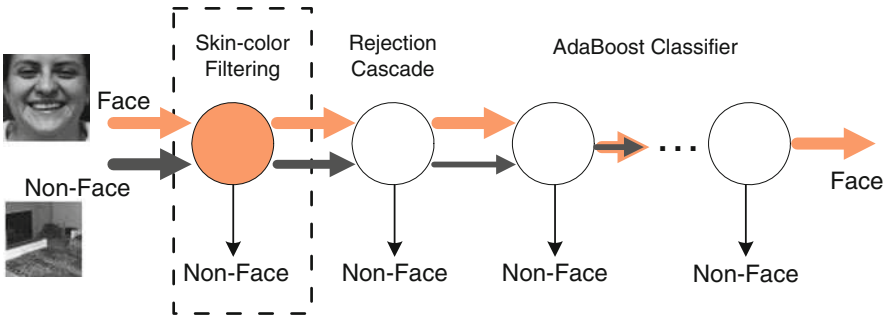 Skin-color
Filtering
Rejection
Cascade
AdaBoost Classifier
Face
Non-Face
...
Face
Non-Face
Non-Face
Non-Face
Non-Face